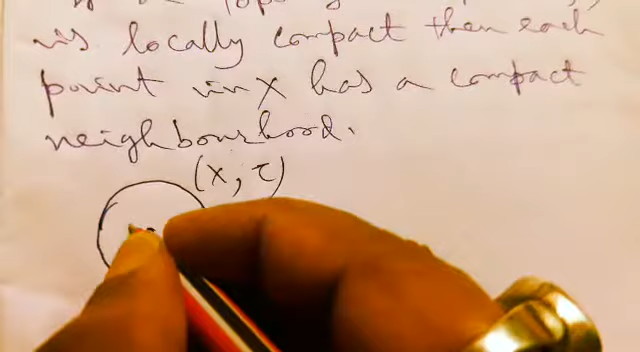 is locally compact then each
point in X has a compact
neighbourhood.
(X, τ)